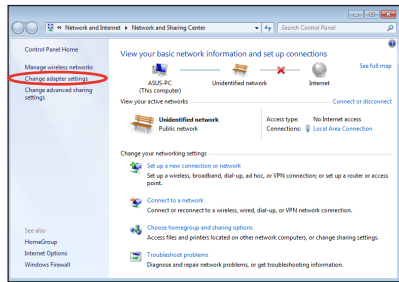 Network and Internet ▸ Network and Sharing Center
Search Control Panel
Control Panel Home
Manage wireless networks
Change adapter settings
Change advanced sharing
settings
See also
HomeGroup
Internet Options
Windows Firewall
View your basic network information and set up connections
See full map
ASUS-PC
(This computer)
Unidentified network
Internet
View your active networks
Connect or disconnect
Unidentified network
Public network
Access type: No Internet access
Connections: Local Area Connection
Change your networking settings
Set up a new connection or network
Set up a wireless, broadband, dial-up, ad hoc, or VPN connection; or set up a router or access
point.
Connect to a network
Connect or reconnect to a wireless, wired, dial-up, or VPN network connection.
Choose homegroup and sharing options
Access files and printers located on other network computers, or change sharing settings.
Troubleshoot problems
Diagnose and repair network problems, or get troubleshooting information.